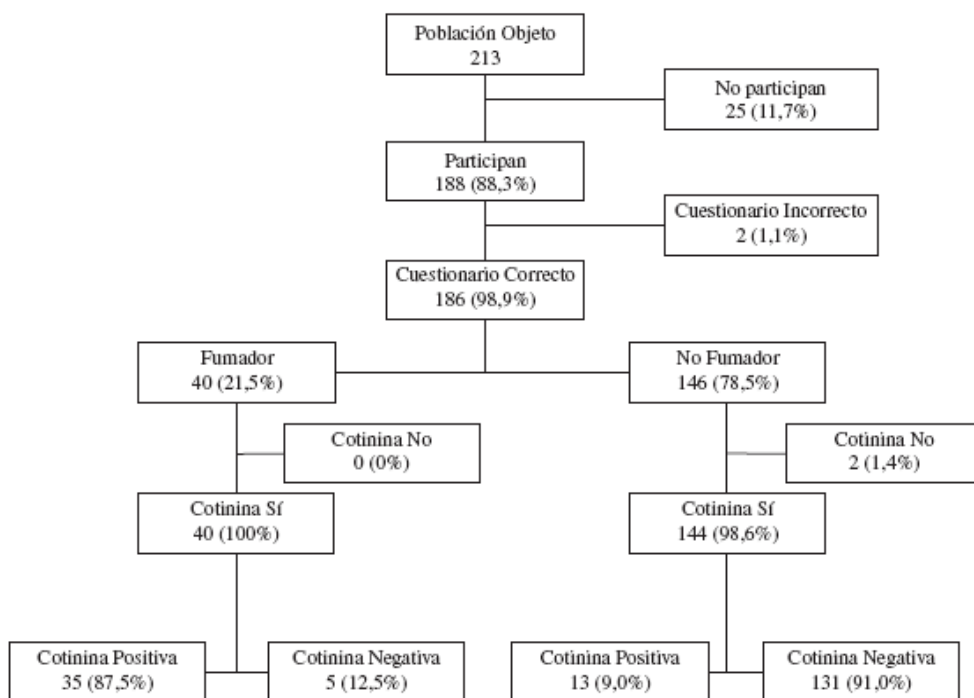 Población Objeto
213
No participan
25 (11,7%)
Participan
188 (88,3%)
Cuestionario Incorrecto
2 (1,1%)
Cuestionario Correcto
186 (98,9%)
Fumador
40 (21,5%)
No Fumador
146 (78,5%)
Cotinina No
0 (0%)
Cotinina No
2 (1,4%)
Cotinina Sí
40 (100%)
Cotinina Sí
144 (98,6%)
Cotinina Positiva
35 (87,5%)
Cotinina Negativa
5 (12,5%)
Cotinina Positiva
13 (9,0%)
Cotinina Negativa
131 (91,0%)